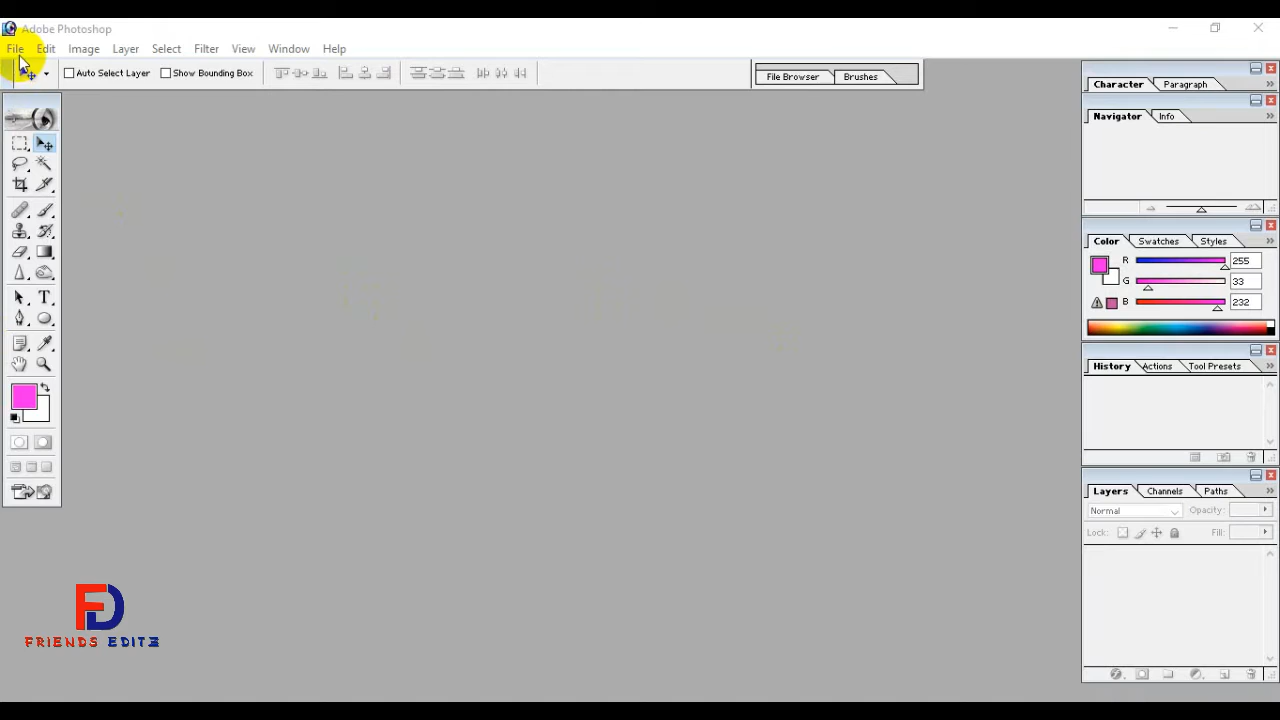 Adobe Photoshop
File Edit Image Layer Select Filter View Window Help
Auto Select Layer Show Bounding Box File Browser Brushes
Character Paragraph
Navigator Info
Color Swatches Styles
R 255
G 33
B 232
History Actions Tool Presets
Layers Channels Paths
Normal Opacity:
Lock: Fill:
FD
FRIENDS EDITZ